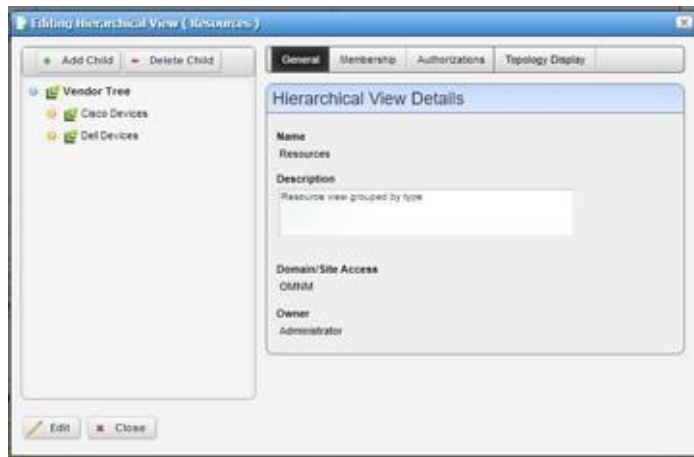 Editing Hierarchical View ( Resources )
Add Child
Delete Child
Vendor Tree
Cisco Devices
Dell Devices
General
Membership
Authorizations
Topology Display
Hierarchical View Details
Name
Resources
Description
Resource view grouped by type
Domain/Site Access
OMNM
Owner
Administrator
Edit
Close